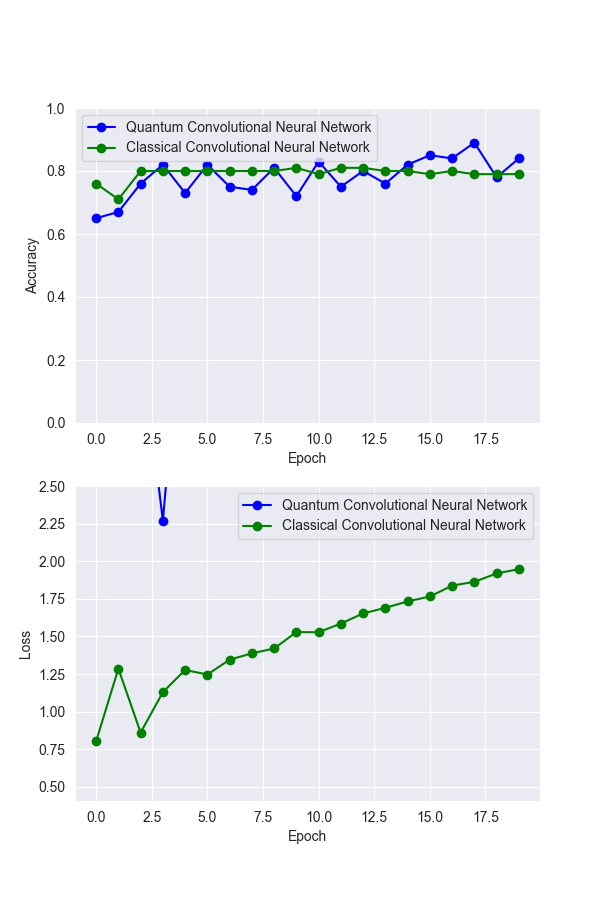 1.0
Quantum Convolutional Neural Network
Classical Convolutional Neural Network
0.8
0.6
Accuracy
0.4
0.2
0.0
0.0 2.5 5.0 7.5 10.0 12.5 15.0 17.5
Epoch
2.50
Quantum Convolutional Neural Network
Classical Convolutional Neural Network
2.25
2.00
1.75
1.50
Loss
1.25
1.00
0.75
0.50
0.0 2.5 5.0 7.5 10.0 12.5 15.0 17.5
Epoch